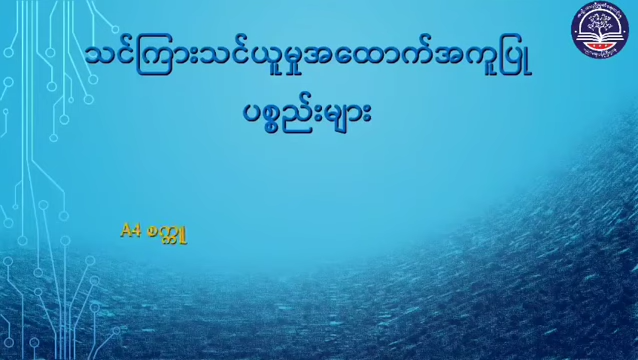 သင်ကြားသင်ယူမှုအထောက်အကူပြု
ပစ္စည်းများ
A4 စက္ကူ